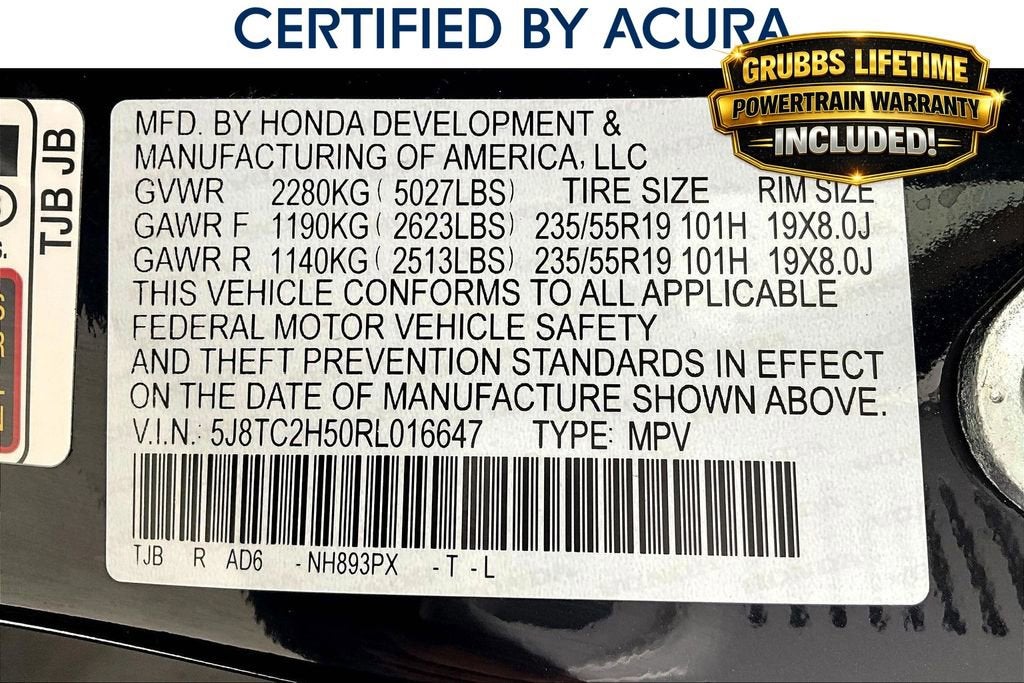 CERTIFIED BY ACURA
GRUBBS LIFETIME
POWERTRAIN WARRANTY
INCLUDED!
TJB JB
MFD. BY HONDA DEVELOPMENT &
MANUFACTURING OF AMERICA, LLC
GVWR 2280KG ( 5027LBS) TIRE SIZE RIM SIZE
GAWR F 1190KG ( 2623LBS) 235/55R19 101H 19X8.0J
GAWR R 1140KG ( 2513LBS) 235/55R19 101H 19X8.0J
THIS VEHICLE CONFORMS TO ALL APPLICABLE
FEDERAL MOTOR VEHICLE SAFETY
AND THEFT PREVENTION STANDARDS IN EFFECT
ON THE DATE OF MANUFACTURE SHOWN ABOVE.
V.I.N.: 5J8TC2H50RL016647 TYPE: MPV
TJB R AD6 -NH893PX -T -L